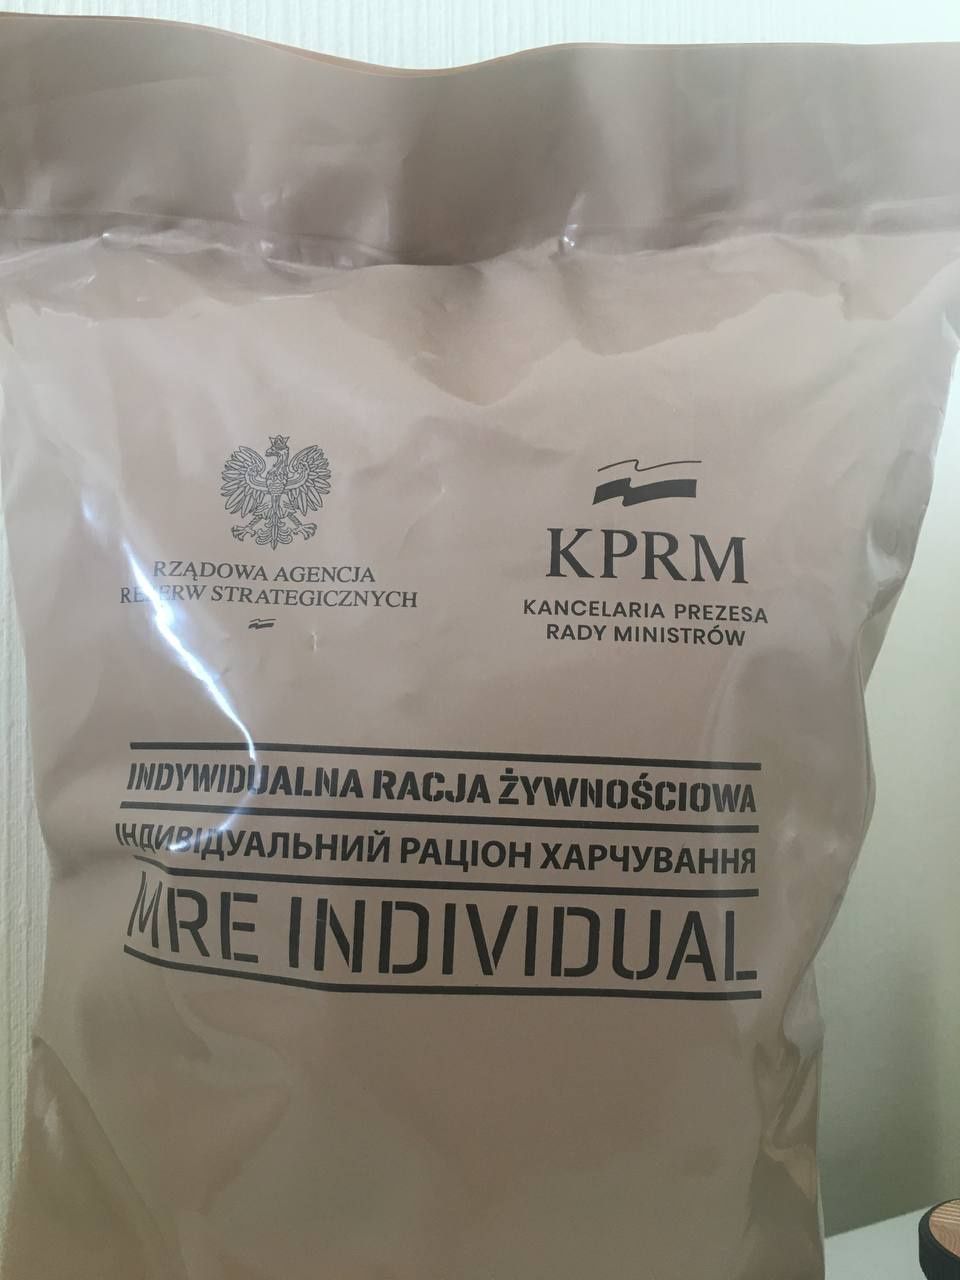 RZĄDOWA AGENCJA
REZERW STRATEGICZNYCH
KPRM
KANCELARIA PREZESA
RADY MINISTRÓW
INDYWIDUALNA RACJA ŻYWNOŚCIOWA
ІНДИВІДУАЛЬНИЙ РАЦІОН ХАРЧУВАННЯ
MRE INDIVIDUAL